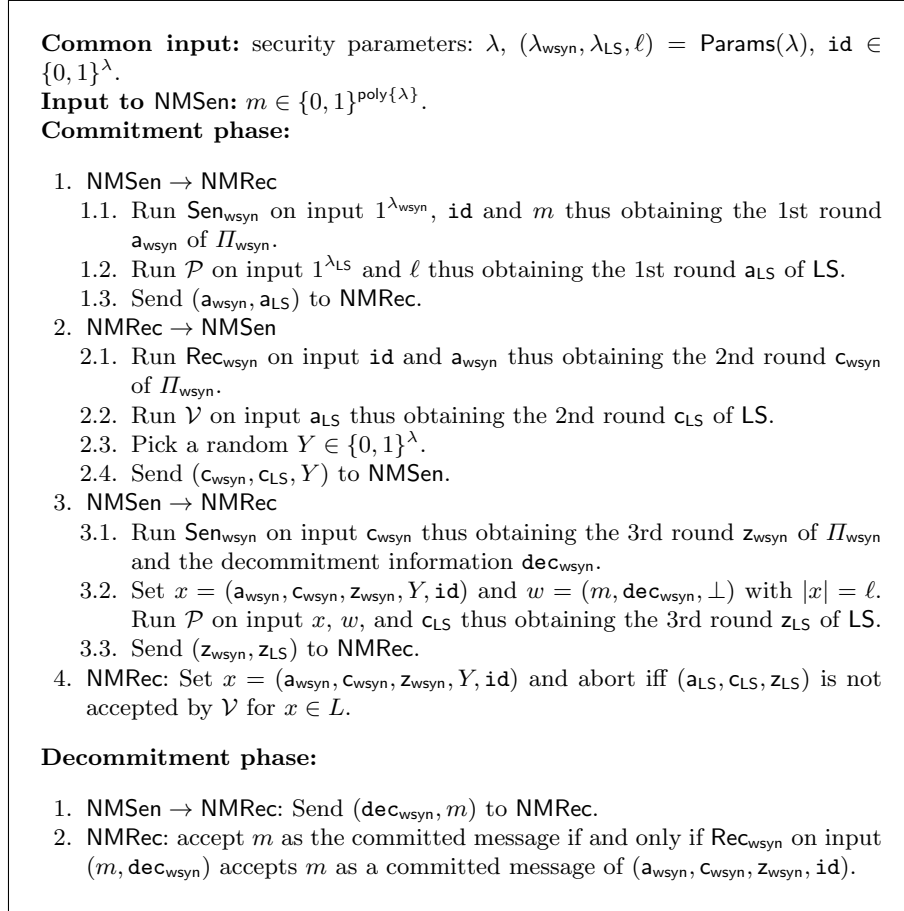 Common input: security parameters: λ, (λ_wsyn, λ_LS, ℓ) = Params(λ), id ∈
{0, 1}^λ.
Input to NMSen: m ∈ {0, 1}^poly{λ}.
Commitment phase:
1. NMSen → NMRec
1.1. Run Sen_wsyn on input 1^λ_wsyn, id and m thus obtaining the 1st round
a_wsyn of Π_wsyn.
1.2. Run 𝒫 on input 1^λ_LS and ℓ thus obtaining the 1st round a_LS of LS.
1.3. Send (a_wsyn, a_LS) to NMRec.
2. NMRec → NMSen
2.1. Run Rec_wsyn on input id and a_wsyn thus obtaining the 2nd round c_wsyn
of Π_wsyn.
2.2. Run 𝒱 on input a_LS thus obtaining the 2nd round c_LS of LS.
2.3. Pick a random Y ∈ {0, 1}^λ.
2.4. Send (c_wsyn, c_LS, Y) to NMSen.
3. NMSen → NMRec
3.1. Run Sen_wsyn on input c_wsyn thus obtaining the 3rd round z_wsyn of Π_wsyn
and the decommitment information dec_wsyn.
3.2. Set x = (a_wsyn, c_wsyn, z_wsyn, Y, id) and w = (m, dec_wsyn, ⊥) with |x| = ℓ.
Run 𝒫 on input x, w, and c_LS thus obtaining the 3rd round z_LS of LS.
3.3. Send (z_wsyn, z_LS) to NMRec.
4. NMRec: Set x = (a_wsyn, c_wsyn, z_wsyn, Y, id) and abort iff (a_LS, c_LS, z_LS) is not
accepted by 𝒱 for x ∈ L.
Decommitment phase:
1. NMSen → NMRec: Send (dec_wsyn, m) to NMRec.
2. NMRec: accept m as the committed message if and only if Rec_wsyn on input
(m, dec_wsyn) accepts m as a committed message of (a_wsyn, c_wsyn, z_wsyn, id).